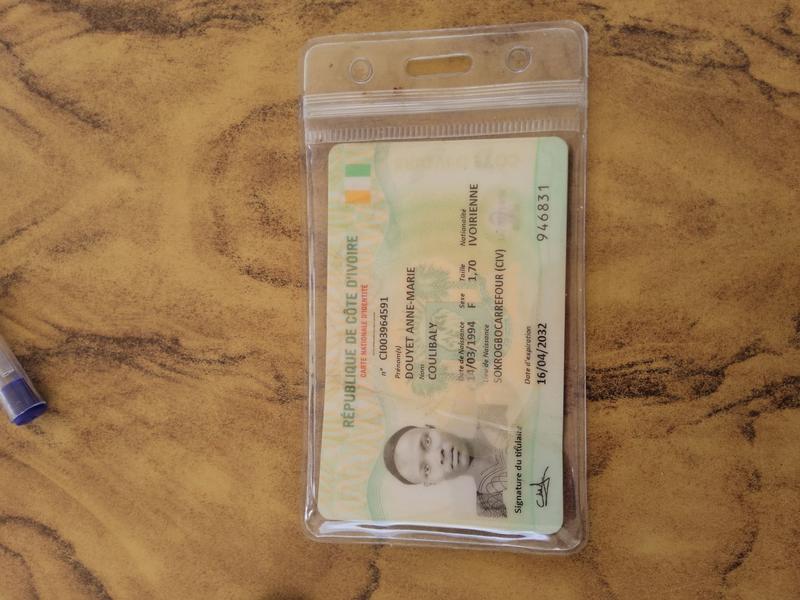 RÉPUBLIQUE DE CÔTE D'IVOIRE
CARTE NATIONALE D'IDENTITÉ
n° CI003964591
Prénom(s)
DOUYET ANNE-MARIE
Nom
COULIBALY
Date de Naissance Sexe Taille Nationalité
14/03/1994 F 1,70 IVOIRIENNE
Lieu de Naissance
SOKROGBOCARREFOUR (CIV)
Date d'expiration
16/04/2032
946831
Signature du titulaire